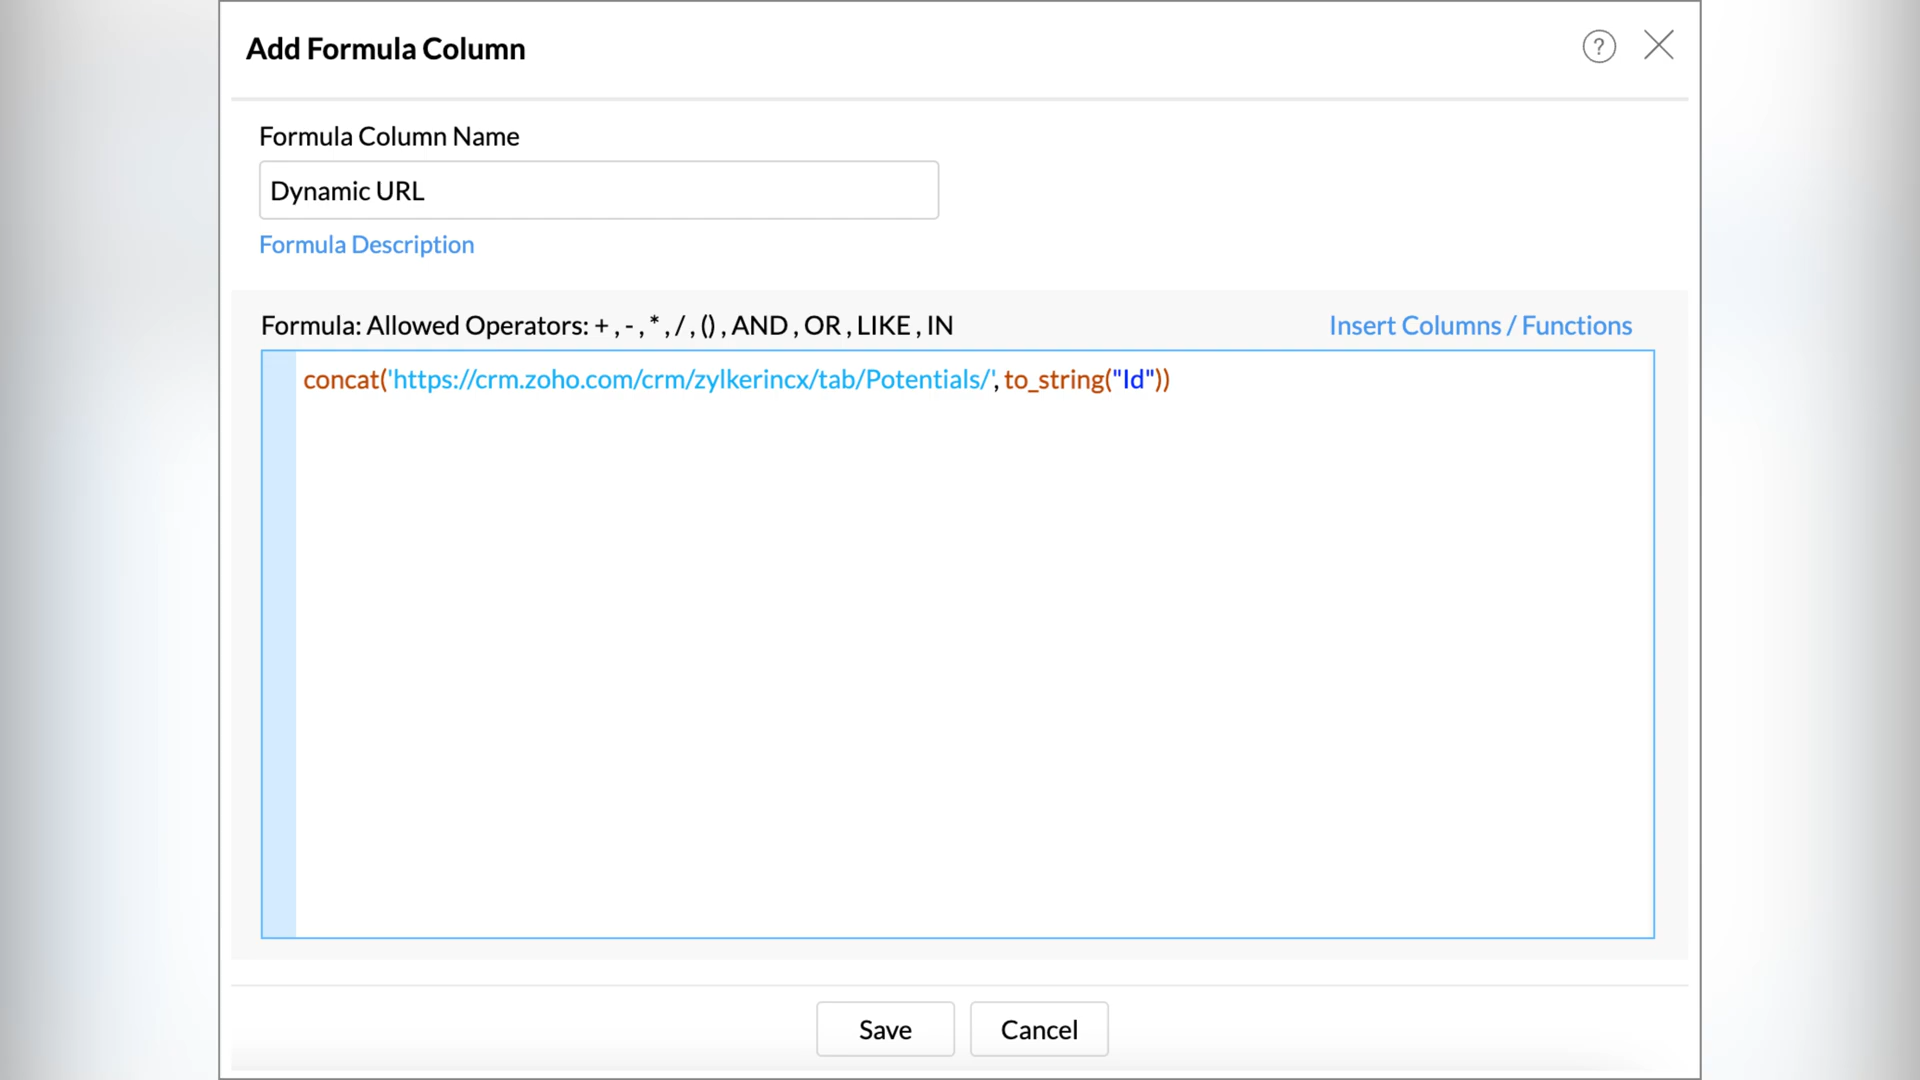 Add Formula Column
?
Formula Column Name
Dynamic URL
Formula Description
Formula: Allowed Operators: + , - , * , / , () , AND , OR , LIKE , IN
Insert Columns / Functions
concat('https://crm.zoho.com/crm/zylkerincx/tab/Potentials/', to_string("Id"))
Save
Cancel